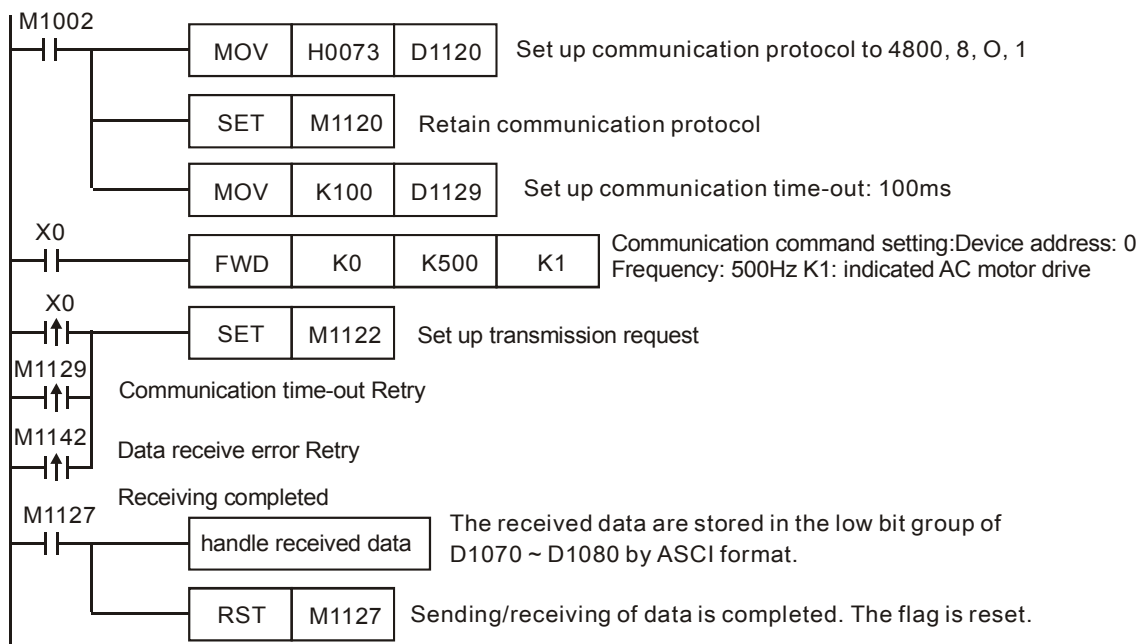 M1002
MOV H0073 D1120 Set up communication protocol to 4800, 8, O, 1
SET M1120 Retain communication protocol
MOV K100 D1129 Set up communication time-out: 100ms
X0
FWD K0 K500 K1 Communication command setting:Device address: 0
Frequency: 500Hz K1: indicated AC motor drive
X0
SET M1122 Set up transmission request
M1129
Communication time-out Retry
M1142
Data receive error Retry
Receiving completed
M1127
handle received data The received data are stored in the low bit group of
D1070 ~ D1080 by ASCI format.
RST M1127 Sending/receiving of data is completed. The flag is reset.